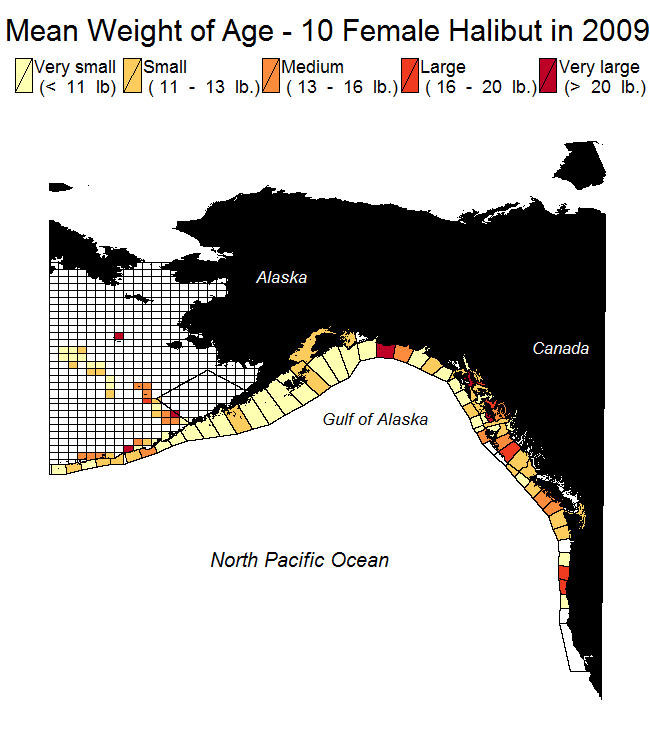 Mean Weight of Age - 10 Female Halibut in 2009
Very small Small Medium Large Very large
(< 11 lb) ( 11 - 13 lb.) ( 13 - 16 lb.) ( 16 - 20 lb.) (> 20 lb.)
Alaska
Canada
Gulf of Alaska
North Pacific Ocean